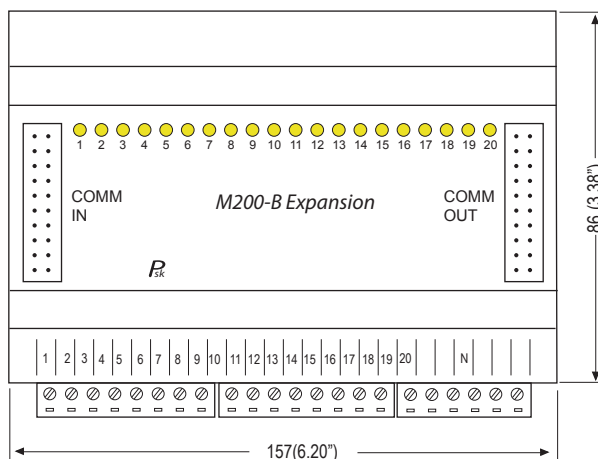 1 2 3 4 5 6 7 8 9 10 11 12 13 14 15 16 17 18 19 20
COMM
IN
M200-B Expansion
COMM
OUT
Psk
1 2 3 4 5 6 7 8 9 10 11 12 13 14 15 16 17 18 19 20 N
157(6.20")
86 (3.38")